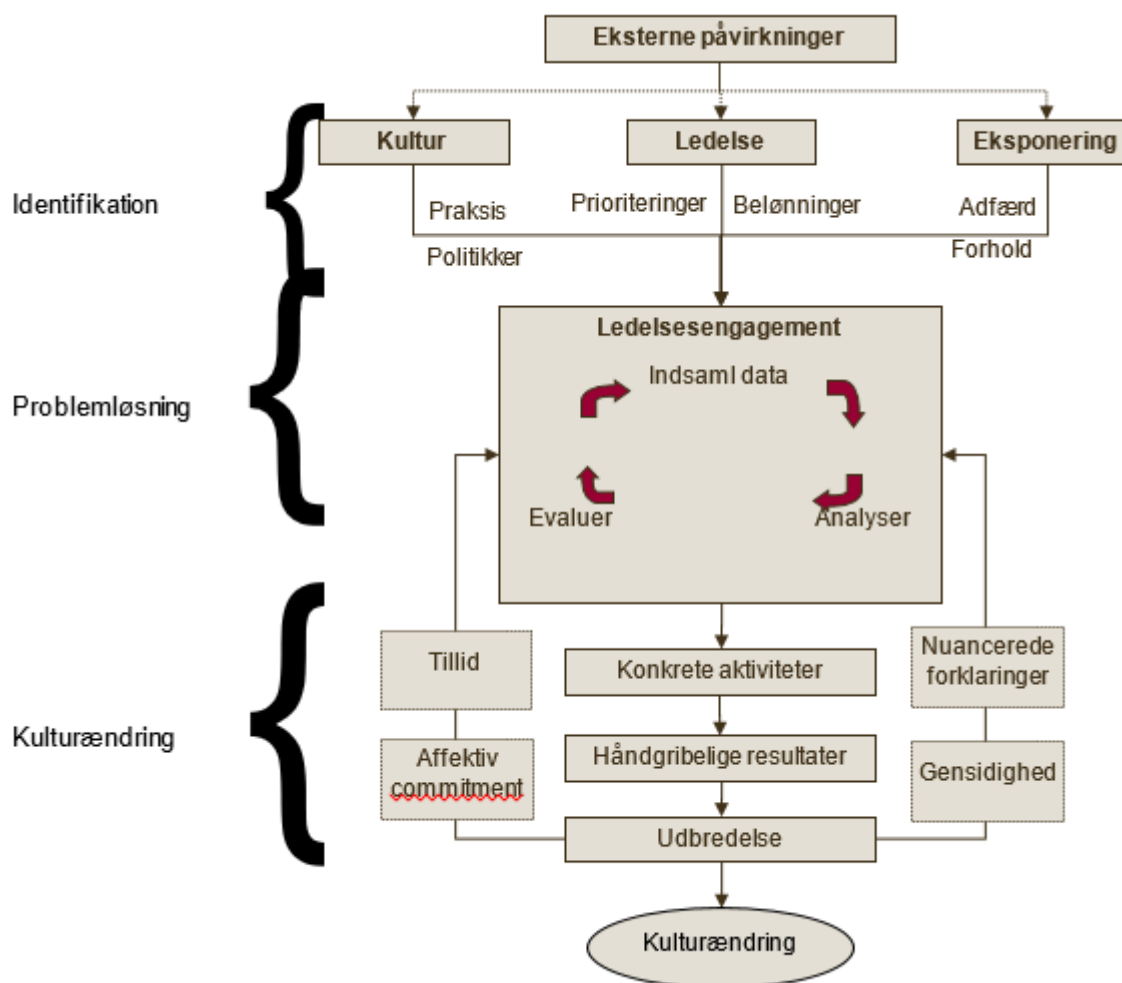 Eksterne påvirkninger
Kultur
Ledelse
Eksponering
Identifikation
Praksis
Prioriteringer
Belønninger
Adfærd
Politikker
Forhold
Ledelsesengagement
Indsaml data
Problemløsning
Evaluer
Analyser
Tillid
Konkrete aktiviteter
Nuancerede
forklaringer
Kulturændring
Affektiv
commitment
Håndgribelige resultater
Gensidighed
Udbredelse
Kulturændring